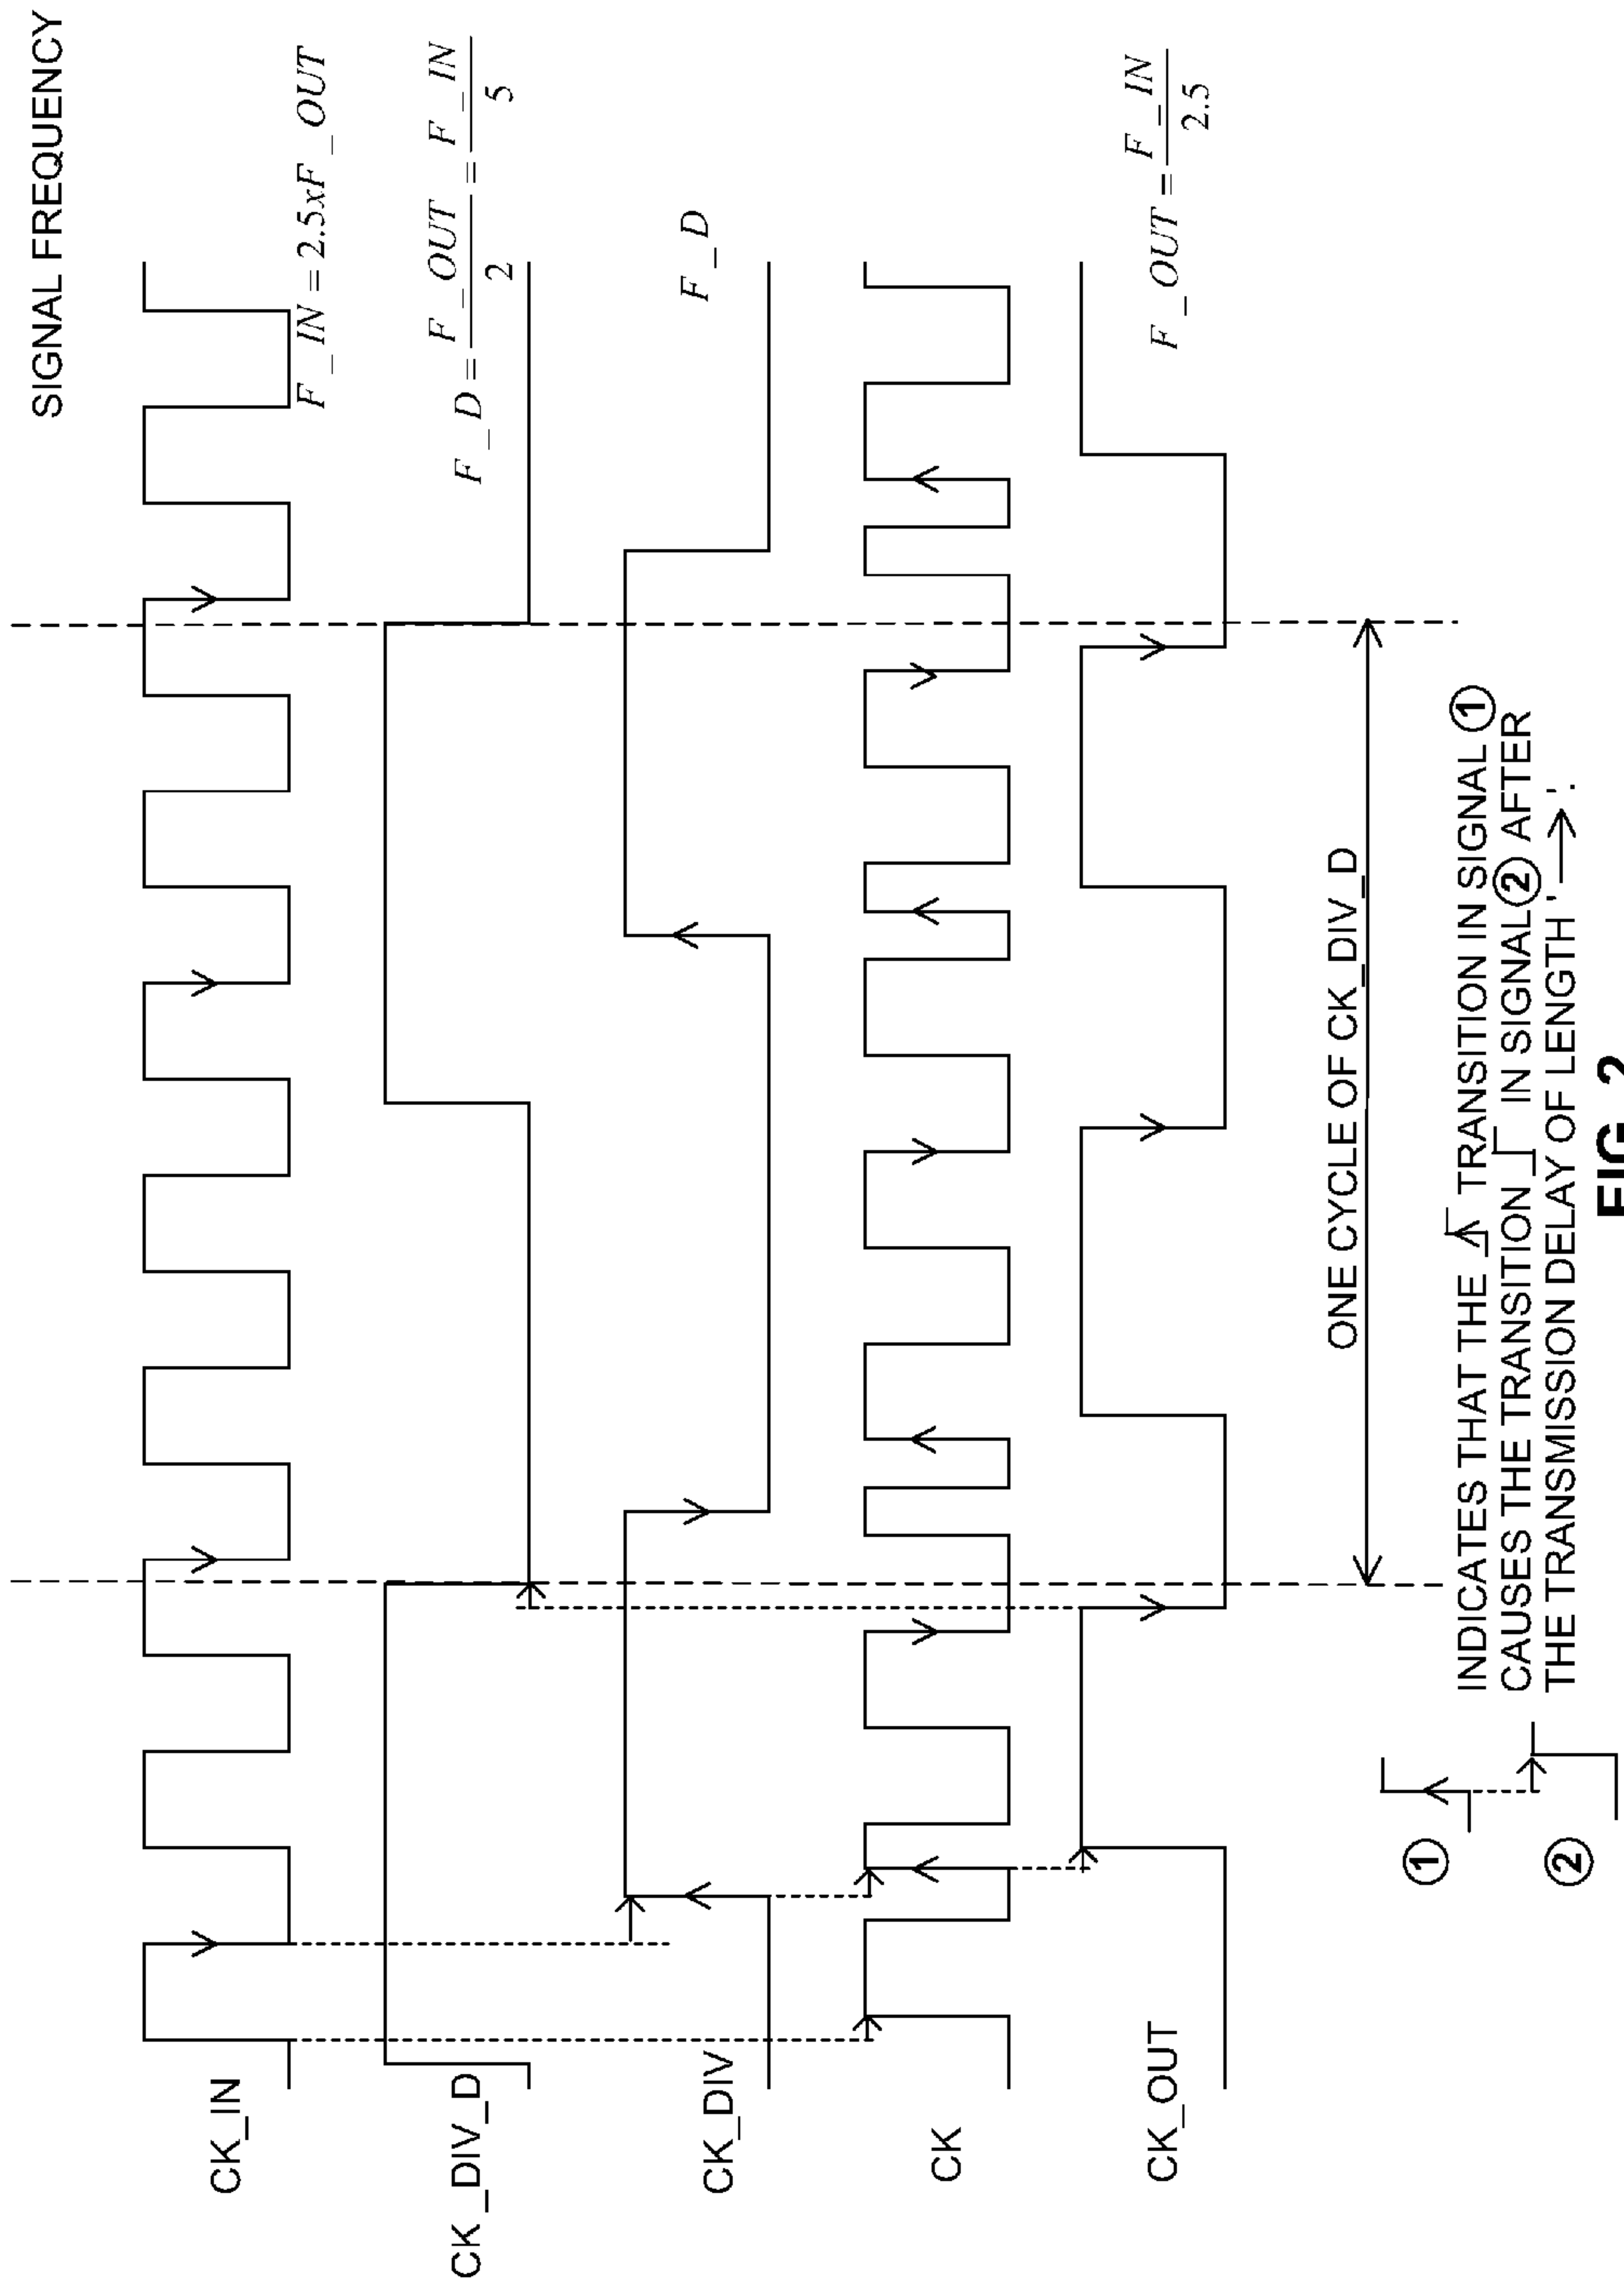 SIGNAL FREQUENCY
CK_IN
F_IN = 2.5xF_OUT
CK_DIV_D
F_D = F_OUT / 2 = F_IN / 5
CK_DIV
F_D
CK
CK_OUT
F_OUT = F_IN / 2.5
ONE CYCLE OF CK_DIV_D
①
②
INDICATES THAT THE TRANSITION IN SIGNAL ①
CAUSES THE TRANSITION IN SIGNAL ② AFTER
THE TRANSMISSION DELAY OF LENGTH ' → '.
FIG. 2